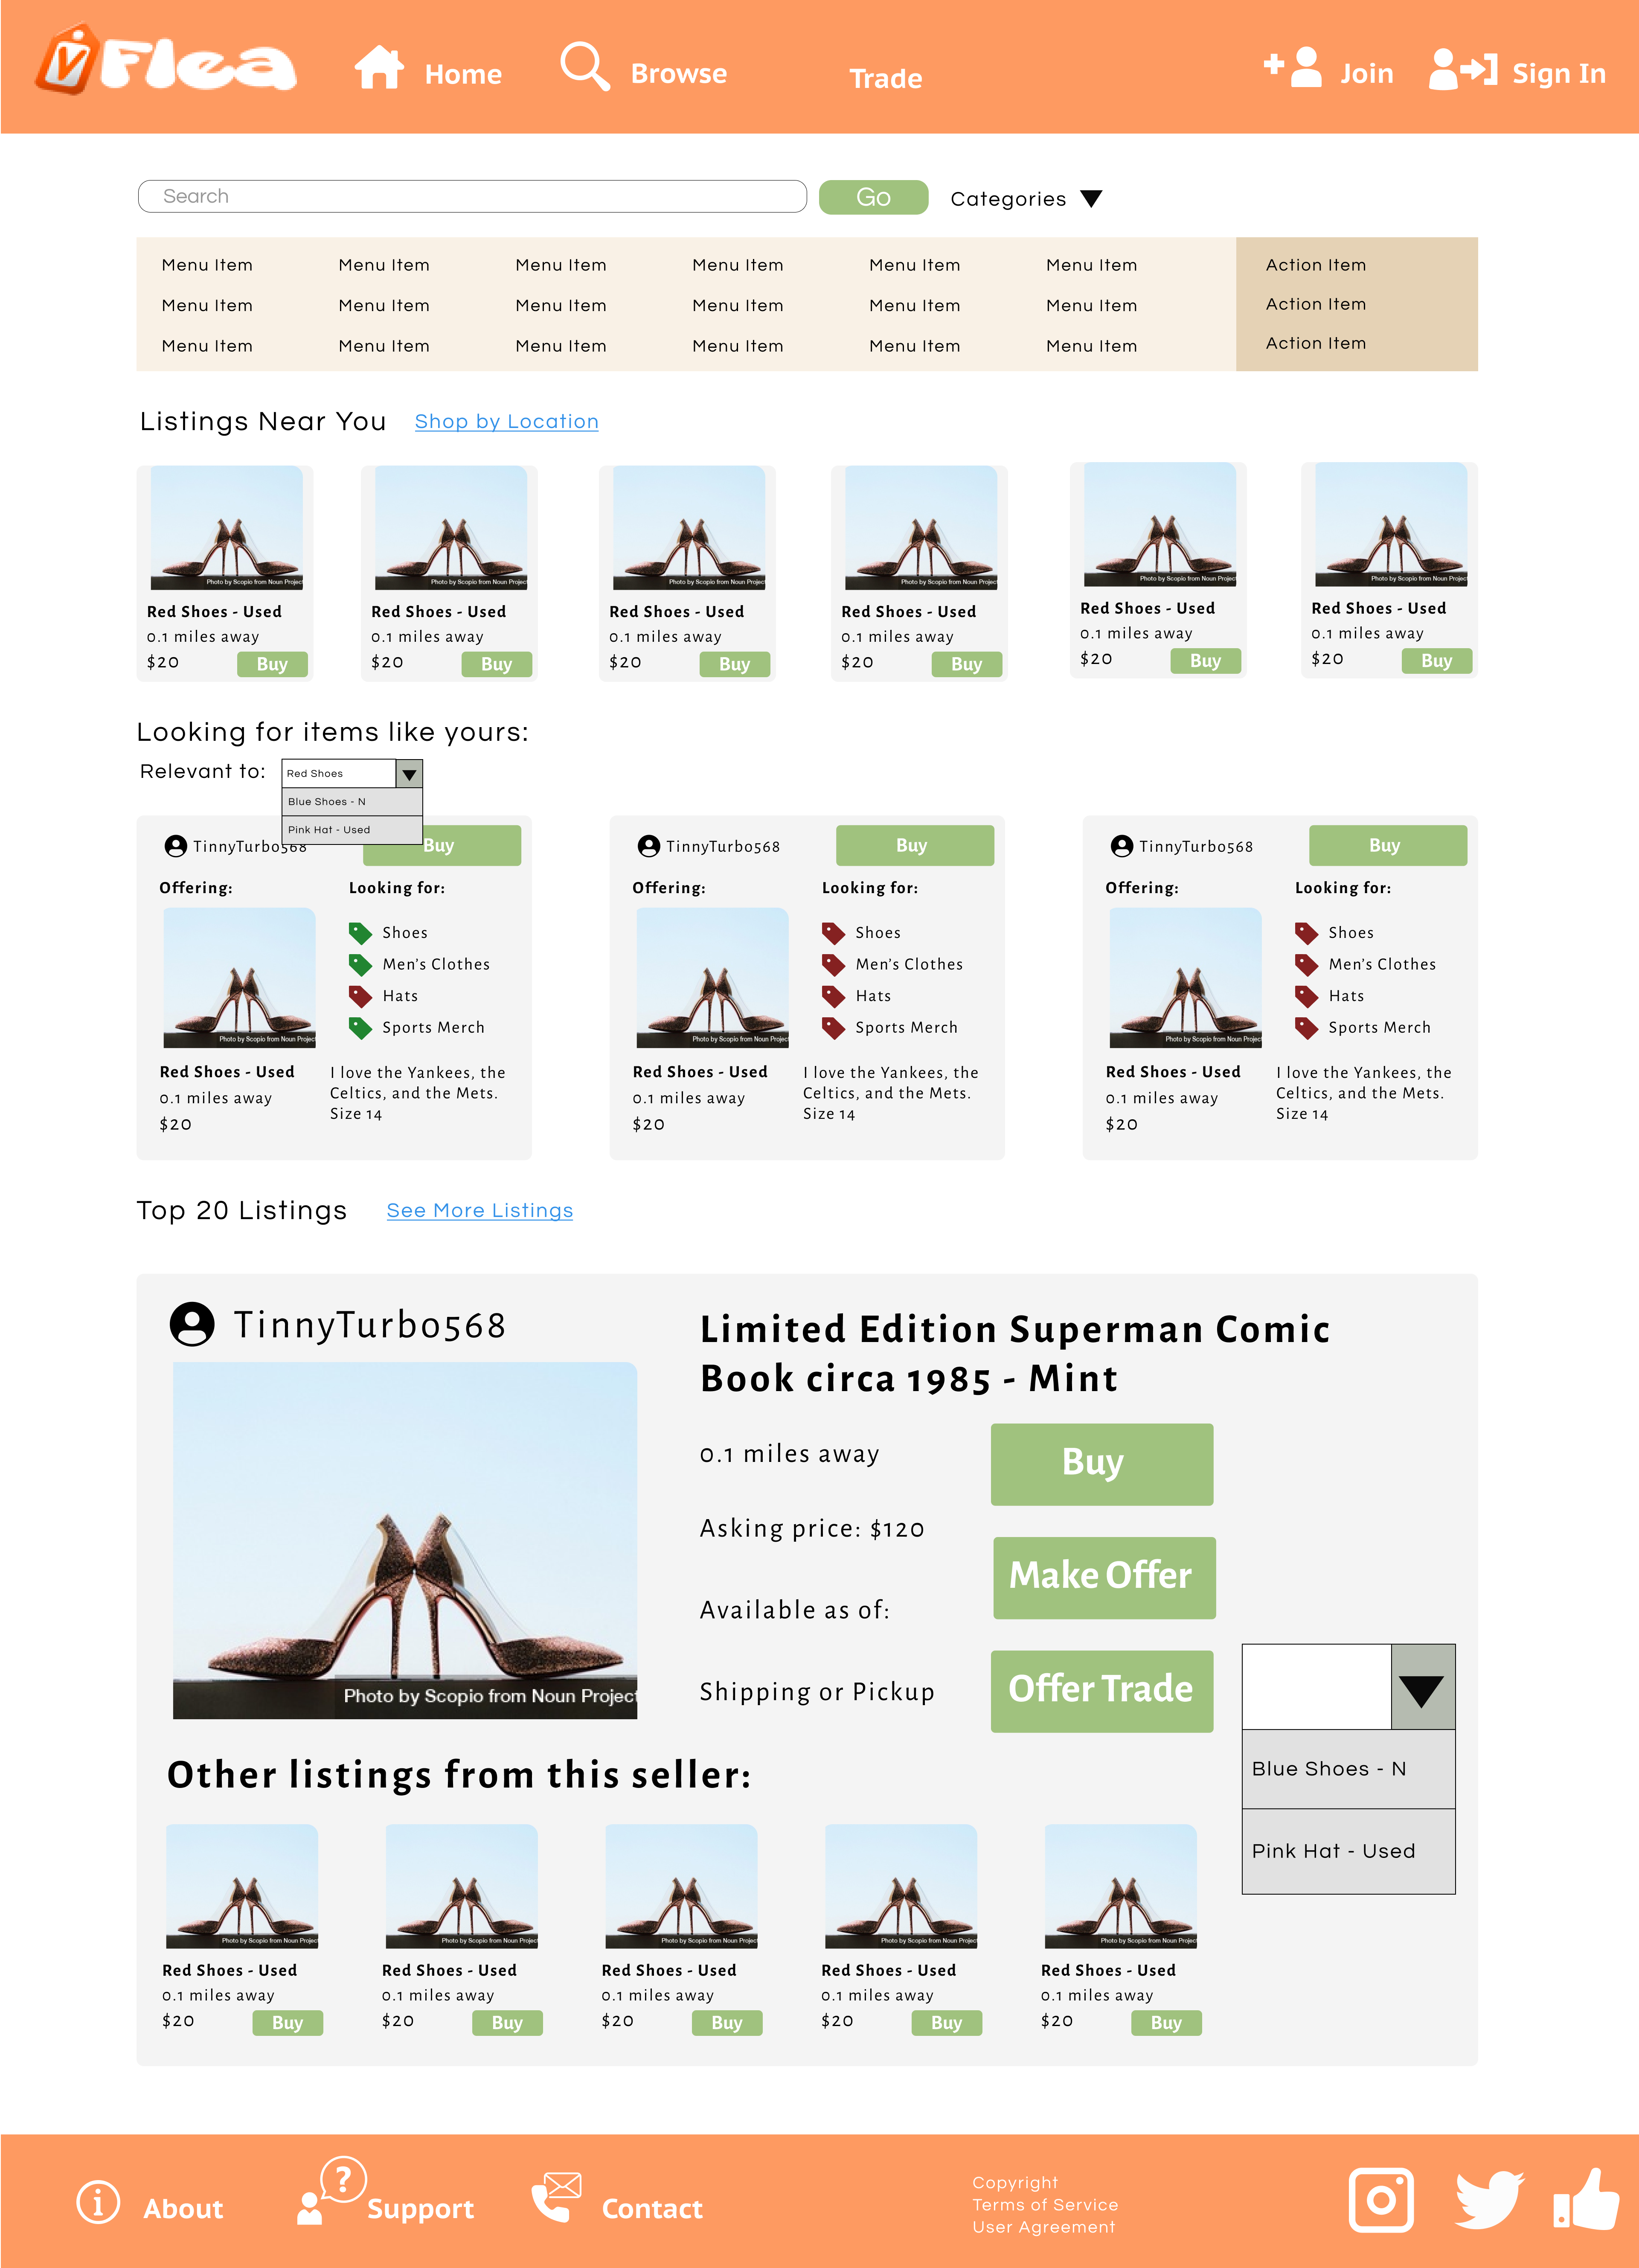 v Flea
Home
Browse
Trade
Join
Sign In
Search
Go
Categories
Menu Item Menu Item Menu Item Menu Item Menu Item Menu Item Action Item
Menu Item Menu Item Menu Item Menu Item Menu Item Menu Item Action Item
Menu Item Menu Item Menu Item Menu Item Menu Item Menu Item Action Item
Listings Near You Shop by Location
Photo by Scopio from Noun Project
Red Shoes - Used
0.1 miles away
$20 Buy
Photo by Scopio from Noun Project
Red Shoes - Used
0.1 miles away
$20 Buy
Photo by Scopio from Noun Project
Red Shoes - Used
0.1 miles away
$20 Buy
Photo by Scopio from Noun Project
Red Shoes - Used
0.1 miles away
$20 Buy
Photo by Scopio from Noun Project
Red Shoes - Used
0.1 miles away
$20 Buy
Photo by Scopio from Noun Project
Red Shoes - Used
0.1 miles away
$20 Buy
Looking for items like yours:
Relevant to: Red Shoes
Blue Shoes - N
Pink Hat - Used
TinnyTurbo568 Buy
Offering: Looking for:
Shoes
Men's Clothes
Hats
Sports Merch
Photo by Scopio from Noun Project
Red Shoes - Used
0.1 miles away
$20
I love the Yankees, the
Celtics, and the Mets.
Size 14
TinnyTurbo568 Buy
Offering: Looking for:
Shoes
Men's Clothes
Hats
Sports Merch
Photo by Scopio from Noun Project
Red Shoes - Used
0.1 miles away
$20
I love the Yankees, the
Celtics, and the Mets.
Size 14
TinnyTurbo568 Buy
Offering: Looking for:
Shoes
Men's Clothes
Hats
Sports Merch
Photo by Scopio from Noun Project
Red Shoes - Used
0.1 miles away
$20
I love the Yankees, the
Celtics, and the Mets.
Size 14
Top 20 Listings See More Listings
TinnyTurbo568
Photo by Scopio from Noun Project
Limited Edition Superman Comic
Book circa 1985 - Mint
0.1 miles away
Buy
Asking price: $120
Make Offer
Available as of:
Shipping or Pickup
Offer Trade
Blue Shoes - N
Pink Hat - Used
Other listings from this seller:
Photo by Scopio from Noun Project
Red Shoes - Used
0.1 miles away
$20 Buy
Photo by Scopio from Noun Project
Red Shoes - Used
0.1 miles away
$20 Buy
Photo by Scopio from Noun Project
Red Shoes - Used
0.1 miles away
$20 Buy
Photo by Scopio from Noun Project
Red Shoes - Used
0.1 miles away
$20 Buy
Photo by Scopio from Noun Project
Red Shoes - Used
0.1 miles away
$20 Buy
About
Support
Contact
Copyright
Terms of Service
User Agreement